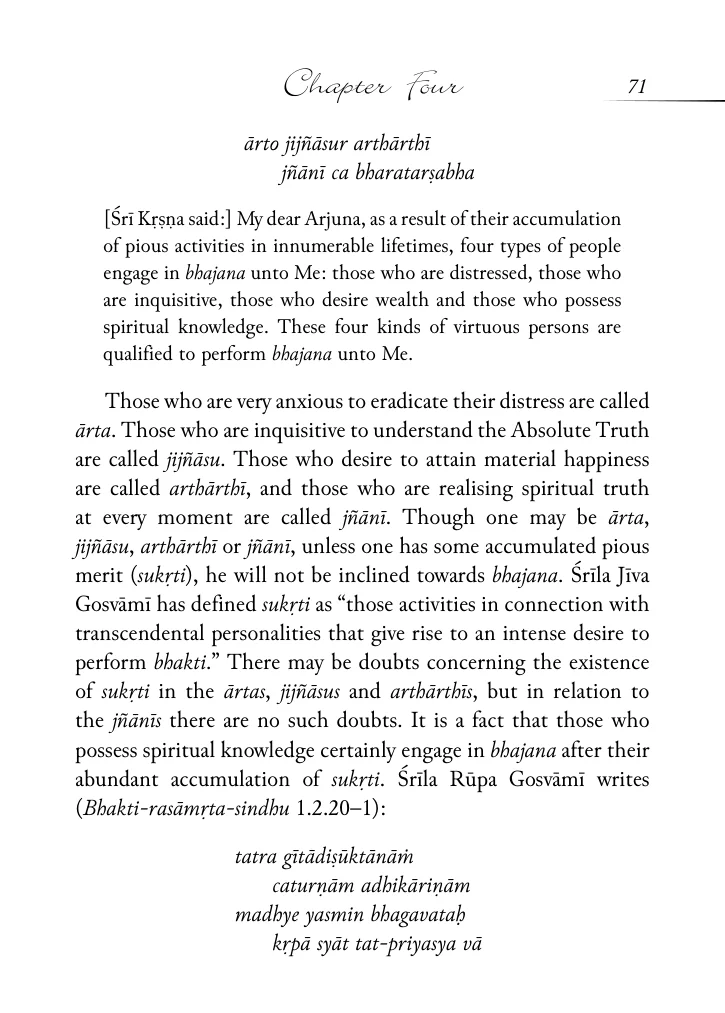 Chapter Four
71
ārto jijñāsur arthārthī
jñānī ca bharatarṣabha
[Śrī Kṛṣṇa said:] My dear Arjuna, as a result of their accumulation
of pious activities in innumerable lifetimes, four types of people
engage in bhajana unto Me: those who are distressed, those who
are inquisitive, those who desire wealth and those who possess
spiritual knowledge. These four kinds of virtuous persons are
qualified to perform bhajana unto Me.
Those who are very anxious to eradicate their distress are called
ārta. Those who are inquisitive to understand the Absolute Truth
are called jijñāsu. Those who desire to attain material happiness
are called arthārthī, and those who are realising spiritual truth
at every moment are called jñānī. Though one may be ārta,
jijñāsu, arthārthī or jñānī, unless one has some accumulated pious
merit (sukṛti), he will not be inclined towards bhajana. Śrīla Jīva
Gosvāmī has defined sukṛti as “those activities in connection with
transcendental personalities that give rise to an intense desire to
perform bhakti.” There may be doubts concerning the existence
of sukṛti in the ārtas, jijñāsus and arthārthīs, but in relation to
the jñānīs there are no such doubts. It is a fact that those who
possess spiritual knowledge certainly engage in bhajana after their
abundant accumulation of sukṛti. Śrīla Rūpa Gosvāmī writes
(Bhakti-rasāmṛta-sindhu 1.2.20–1):
tatra gītādiṣūktānāṁ
caturṇām adhikāriṇām
madhye yasmin bhagavataḥ
kṛpā syāt tat-priyasya vā